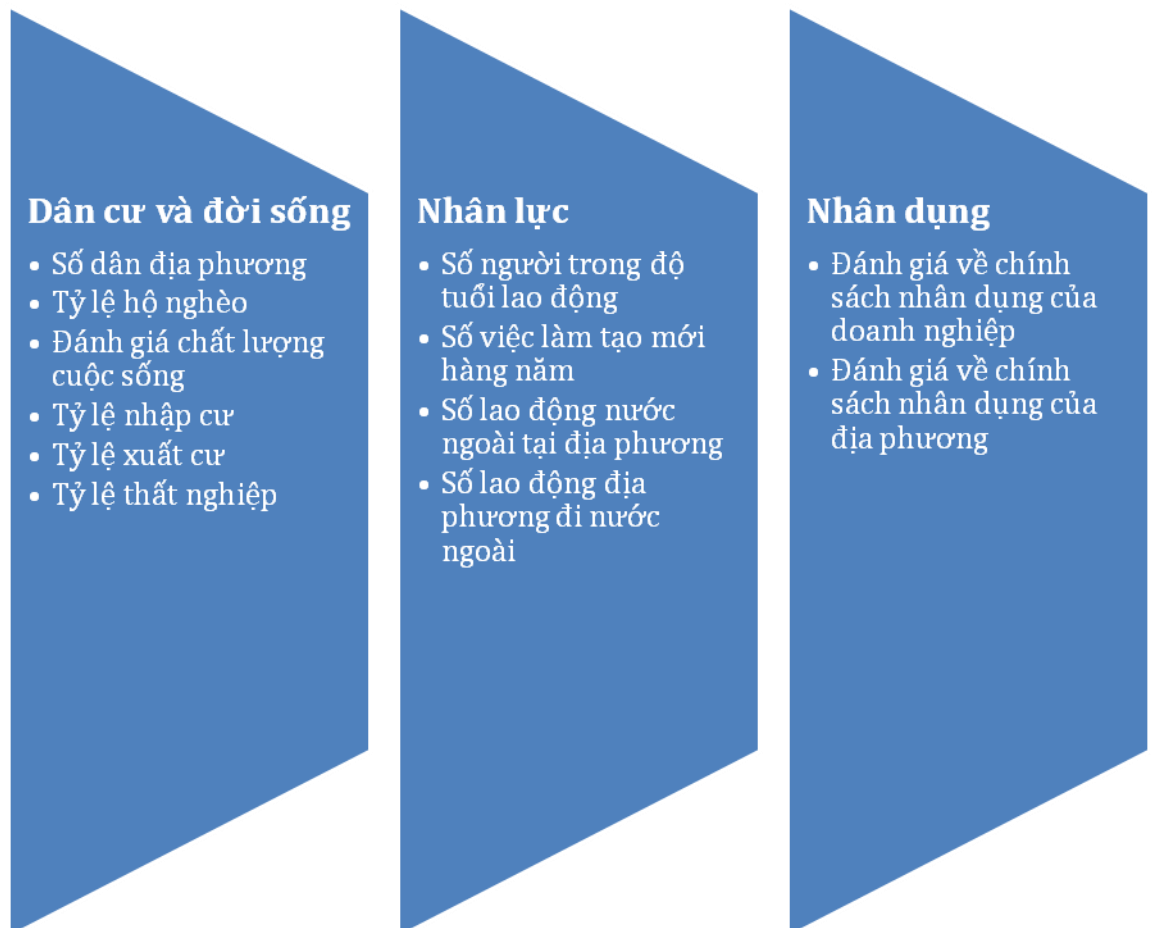 Dân cư và đời sống
• Số dân địa phương
• Tỷ lệ hộ nghèo
• Đánh giá chất lượng
cuộc sống
• Tỷ lệ nhập cư
• Tỷ lệ xuất cư
• Tỷ lệ thất nghiệp
Nhân lực
• Số người trong độ
tuổi lao động
• Số việc làm tạo mới
hàng năm
• Số lao động nước
ngoài tại địa phương
• Số lao động địa
phương đi nước
ngoài
Nhân dụng
• Đánh giá về chính
sách nhân dụng của
doanh nghiệp
• Đánh giá về chính
sách nhân dụng của
địa phương